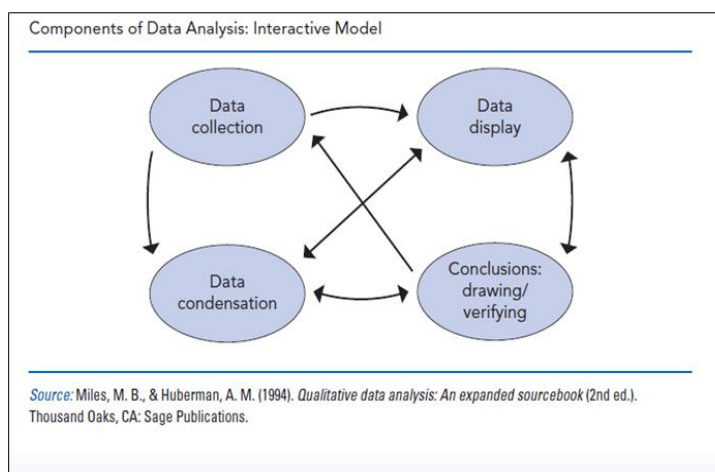 Components of Data Analysis: Interactive Model
Data
collection
Data
display
Data
condensation
Conclusions:
drawing/
verifying
Source: Miles, M. B., & Huberman, A. M. (1994). Qualitative data analysis: An expanded sourcebook (2nd ed.).
Thousand Oaks, CA: Sage Publications.